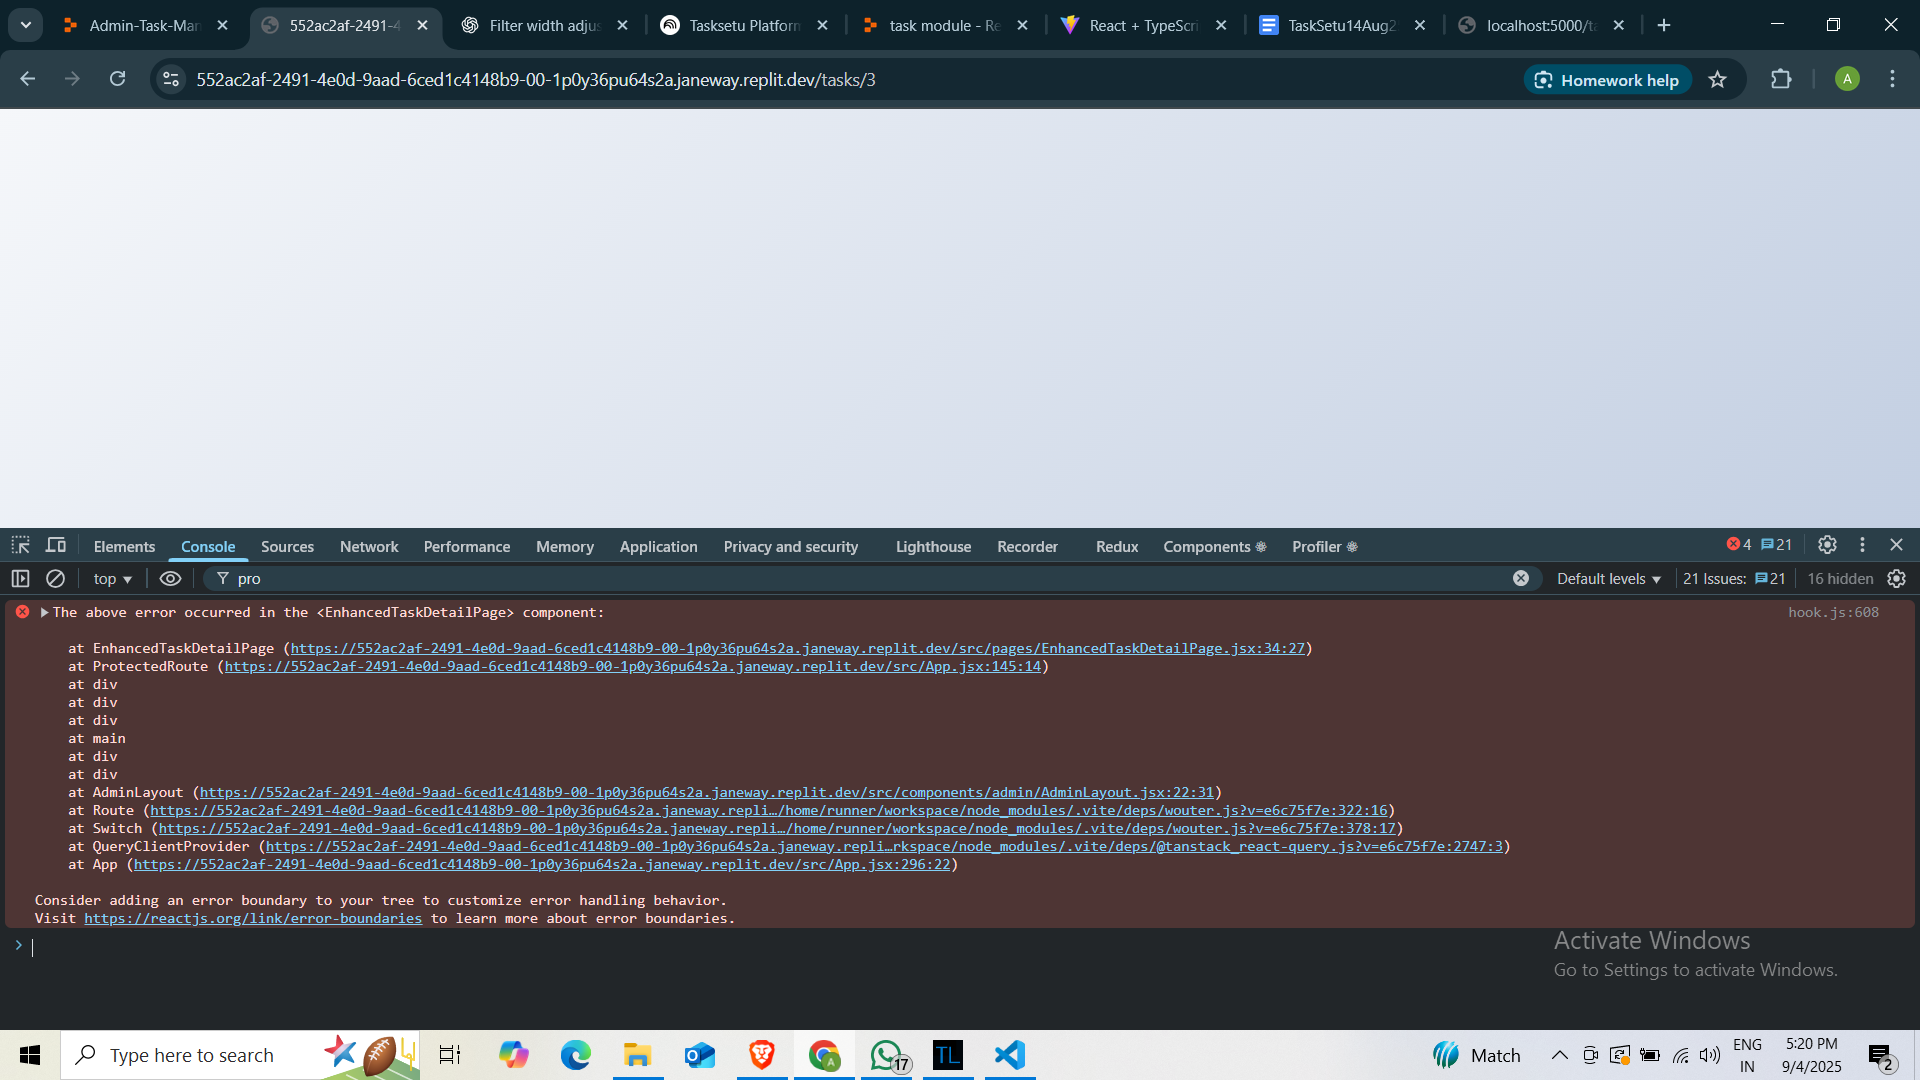 Admin-Task-Man
552ac2af-2491-4
Filter width adjus
Tasksetu Platform
task module - Re
React + TypeScri
TaskSetu14Aug2
localhost:5000/ta
552ac2af-2491-4e0d-9aad-6ced1c4148b9-00-1p0y36pu64s2a.janeway.replit.dev/tasks/3
Homework help
A
Elements
Console
Sources
Network
Performance
Memory
Application
Privacy and security
Lighthouse
Recorder
Redux
Components
Profiler
4
21
top
pro
Default levels
21 Issues:
21
16 hidden
The above error occurred in the <EnhancedTaskDetailPage> component:
hook.js:608
at EnhancedTaskDetailPage (https://552ac2af-2491-4e0d-9aad-6ced1c4148b9-00-1p0y36pu64s2a.janeway.replit.dev/src/pages/EnhancedTaskDetailPage.jsx:34:27)
at ProtectedRoute (https://552ac2af-2491-4e0d-9aad-6ced1c4148b9-00-1p0y36pu64s2a.janeway.replit.dev/src/App.jsx:145:14)
at div
at div
at div
at main
at div
at div
at AdminLayout (https://552ac2af-2491-4e0d-9aad-6ced1c4148b9-00-1p0y36pu64s2a.janeway.replit.dev/src/components/admin/AdminLayout.jsx:22:31)
at Route (https://552ac2af-2491-4e0d-9aad-6ced1c4148b9-00-1p0y36pu64s2a.janeway.repli…/home/runner/workspace/node_modules/.vite/deps/wouter.js?v=e6c75f7e:322:16)
at Switch (https://552ac2af-2491-4e0d-9aad-6ced1c4148b9-00-1p0y36pu64s2a.janeway.repli…/home/runner/workspace/node_modules/.vite/deps/wouter.js?v=e6c75f7e:378:17)
at QueryClientProvider (https://552ac2af-2491-4e0d-9aad-6ced1c4148b9-00-1p0y36pu64s2a.janeway.repli…rkspace/node_modules/.vite/deps/@tanstack_react-query.js?v=e6c75f7e:2747:3)
at App (https://552ac2af-2491-4e0d-9aad-6ced1c4148b9-00-1p0y36pu64s2a.janeway.replit.dev/src/App.jsx:296:22)
Consider adding an error boundary to your tree to customize error handling behavior.
Visit https://reactjs.org/link/error-boundaries to learn more about error boundaries.
Activate Windows
Go to Settings to activate Windows.
Type here to search
A
17
TL
Match
ENG
IN
5:20 PM
9/4/2025
2